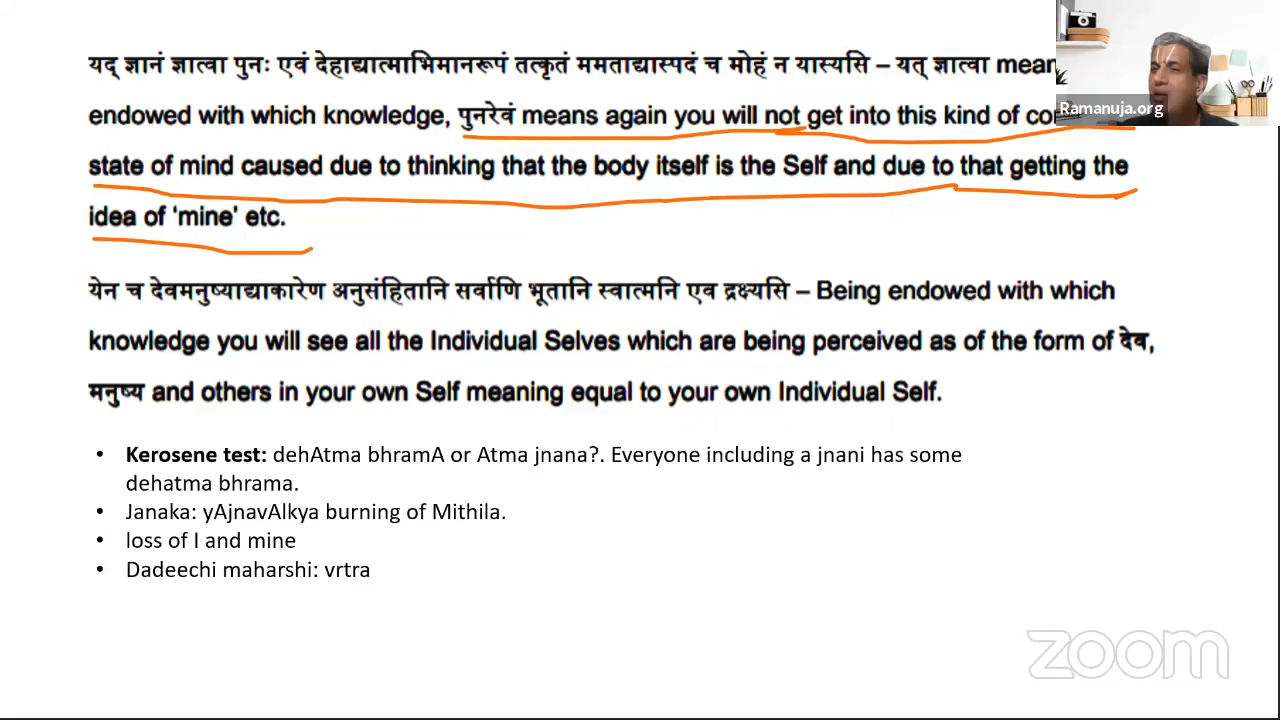 यद् ज्ञानं ज्ञात्वा पुनः एवं देहाद्यात्माभिमानरूपं तत्कृतं ममताद्यास्पदं च मोहं न यास्यसि – यत् ज्ञात्वा
endowed with which knowledge, पुनरेवं means again you will not get into this kind of
state of mind caused due to thinking that the body itself is the Self and due to that getting the
idea of ‘mine’ etc.
येन च देवमनुष्याद्याकारेण अनुसंहितानि सर्वाणि भूतानि स्वात्मनि एव द्रक्ष्यसि – Being endowed with which
knowledge you will see all the Individual Selves which are being perceived as of the form of देव,
मनुष्य and others in your own Self meaning equal to your own Individual Self.
• Kerosene test: dehAtma bhramA or Atma jnana?. Everyone including a jnani has some
dehatma bhrama.
• Janaka: yAjnavAlkya burning of Mithila.
• loss of I and mine
• Dadeechi maharshi: vrtra
Ramanuja.org
zoom